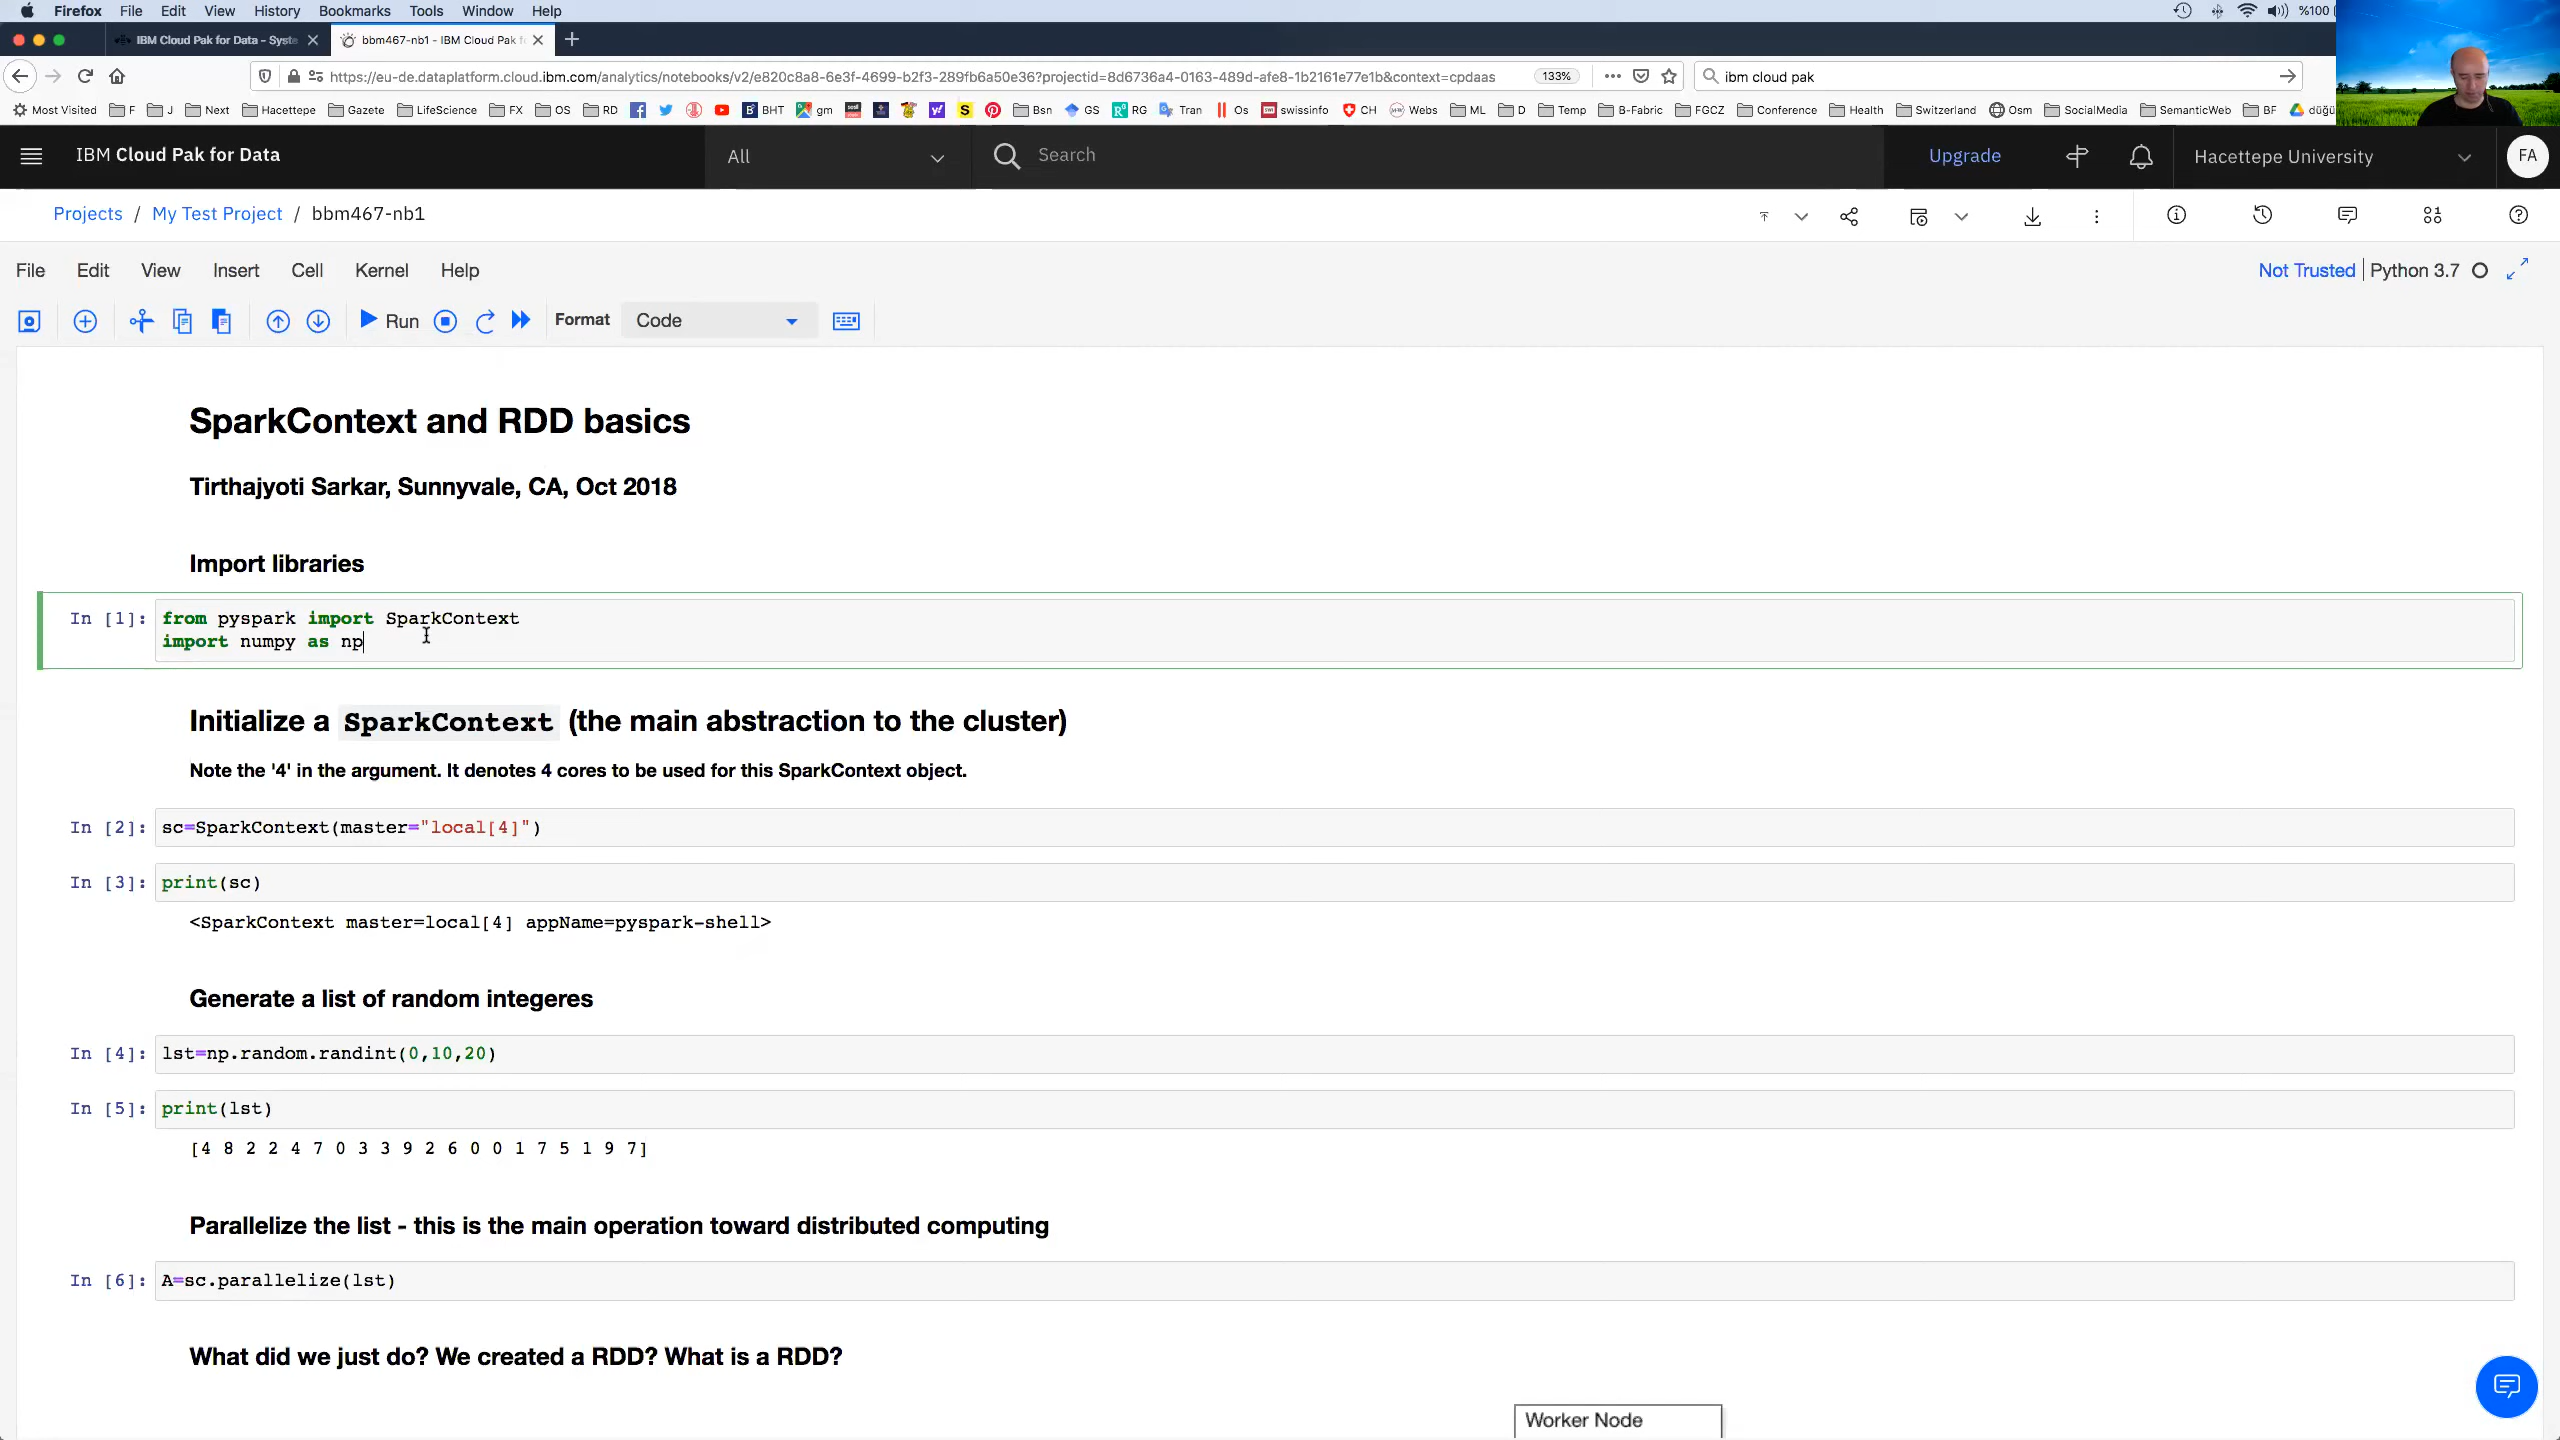 Firefox File Edit View History Bookmarks Tools Window Help %100
IBM Cloud Pak for Data - Syste
bbm467-nb1 - IBM Cloud Pak f
https://eu-de.dataplatform.cloud.ibm.com/analytics/notebooks/v2/e820c8a8-6e3f-4699-b2f3-289fb6a50e36?projectid=8d6736a4-0163-489d-afe8-1b2161e77e1b&context=cpdaas 133% ibm cloud pak
Most Visited F J Next Hacettepe Gazete LifeScience FX OS RD BHT gm Bsn GS RG Tran Os swissinfo CH Webs ML D Temp B-Fabric FGCZ Conference Health Switzerland Osm SocialMedia SemanticWeb BF düğü
IBM Cloud Pak for Data All Search Upgrade Hacettepe University FA
Projects / My Test Project / bbm467-nb1
File Edit View Insert Cell Kernel Help Not Trusted Python 3.7
Run Format Code
SparkContext and RDD basics
Tirthajyoti Sarkar, Sunnyvale, CA, Oct 2018
Import libraries
In [1]: from pyspark import SparkContext
import numpy as np
Initialize a SparkContext (the main abstraction to the cluster)
Note the '4' in the argument. It denotes 4 cores to be used for this SparkContext object.
In [2]: sc=SparkContext(master="local[4]")
In [3]: print(sc)
<SparkContext master=local[4] appName=pyspark-shell>
Generate a list of random integeres
In [4]: lst=np.random.randint(0,10,20)
In [5]: print(lst)
[4 8 2 2 4 7 0 3 3 9 2 6 0 0 1 7 5 1 9 7]
Parallelize the list - this is the main operation toward distributed computing
In [6]: A=sc.parallelize(lst)
What did we just do? We created a RDD? What is a RDD?
Worker Node